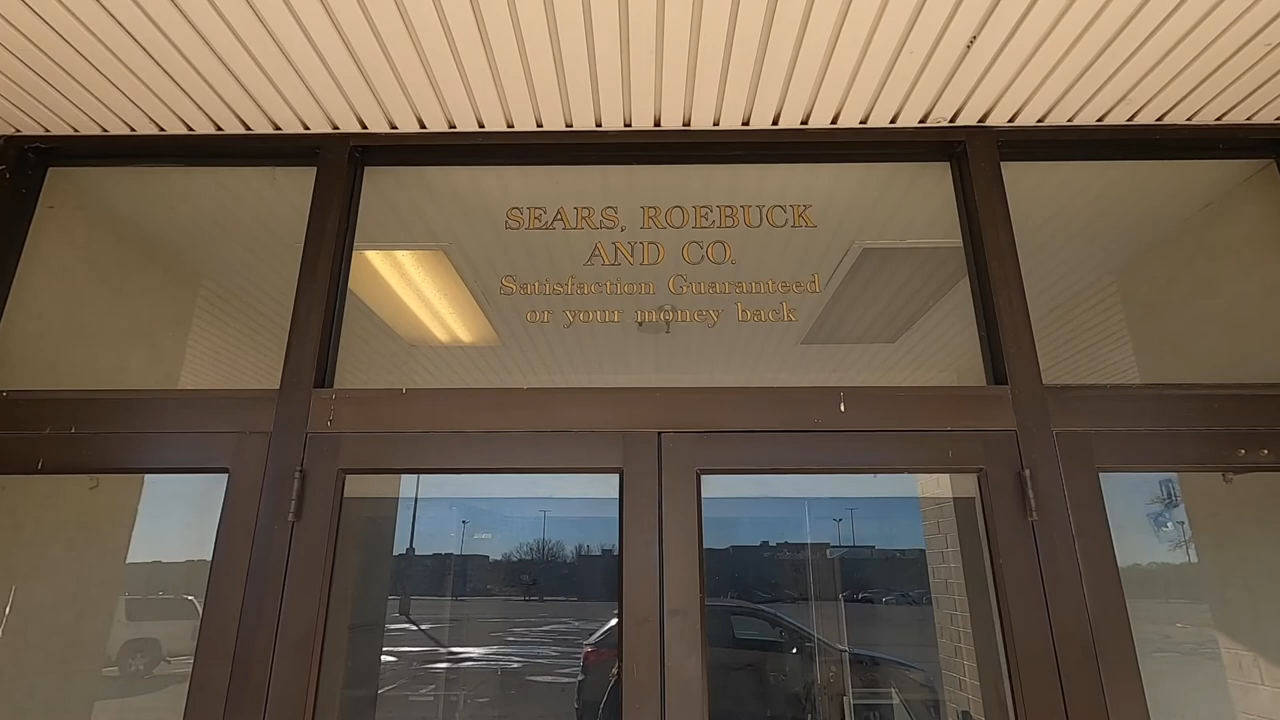 SEARS, ROEBUCK
AND CO.
Satisfaction Guaranteed
or your money back